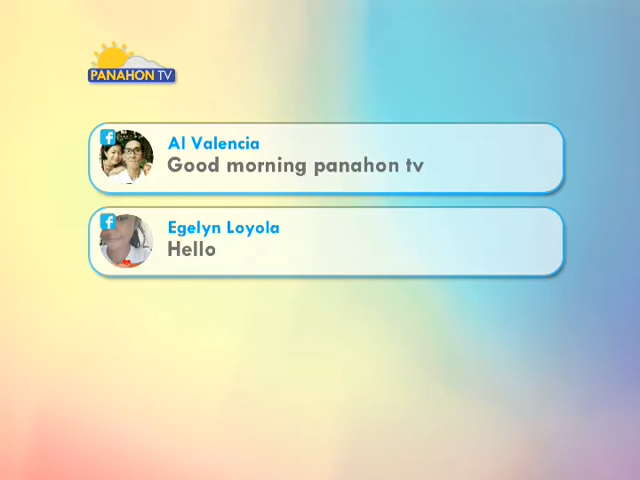 PANAHON TV
Al Valencia
Good morning panahon tv
Egelyn Loyola
Hello